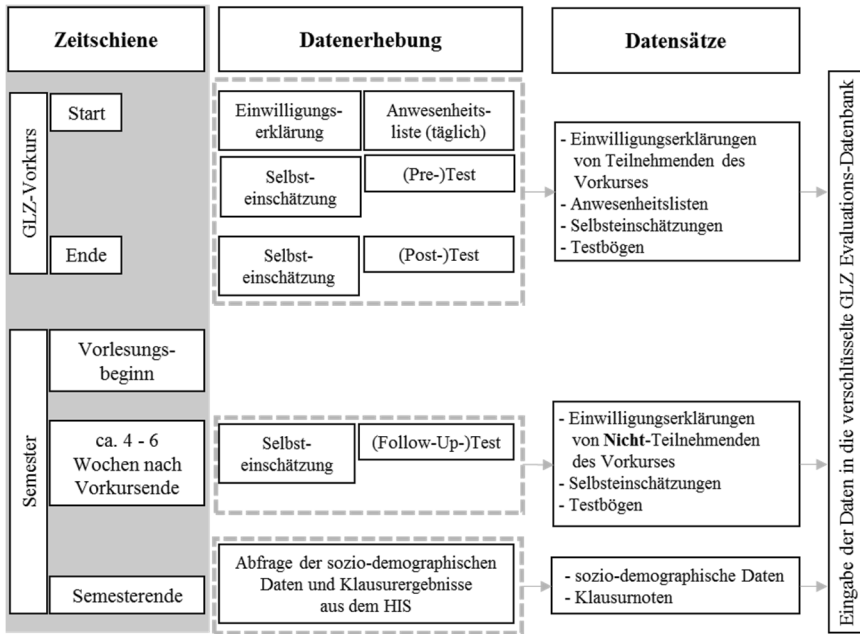 Zeitschiene
Datenerhebung
Datensätze
GLZ-Vorkurs
Start
Einwilligungs-
erklärung
Anwesenheits-
liste (täglich)
Selbst-
einschätzung
(Pre-)Test
Ende
Selbst-
einschätzung
(Post-)Test
- Einwilligungserklärungen
von Teilnehmenden des
Vorkurses
- Anwesenheitslisten
- Selbsteinschätzungen
- Testbögen
Semester
Vorlesungs-
beginn
ca. 4 - 6
Wochen nach
Vorkursende
Selbst-
einschätzung
(Follow-Up-)Test
- Einwilligungserklärungen
von Nicht-Teilnehmenden
des Vorkurses
- Selbsteinschätzungen
- Testbögen
Semesterende
Abfrage der sozio-demographischen
Daten und Klausurergebnisse
aus dem HIS
- sozio-demographische Daten
- Klausurnoten
Eingabe der Daten in die verschlüsselte GLZ Evaluations-Datenbank